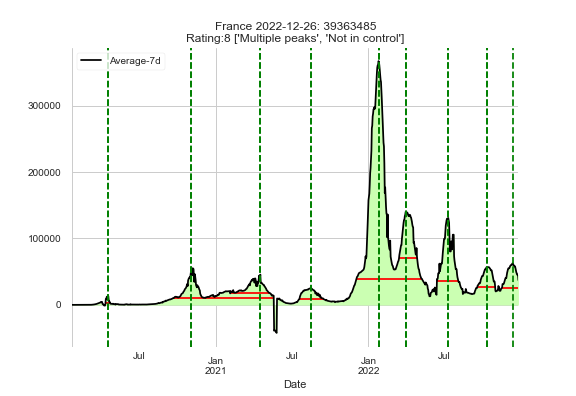 France 2022-12-26: 39363485
Rating:8 ['Multiple peaks', 'Not in control']
Average-7d
300000
200000
100000
0
Jul
Jan
2021
Jul
Jan
2022
Jul
Date